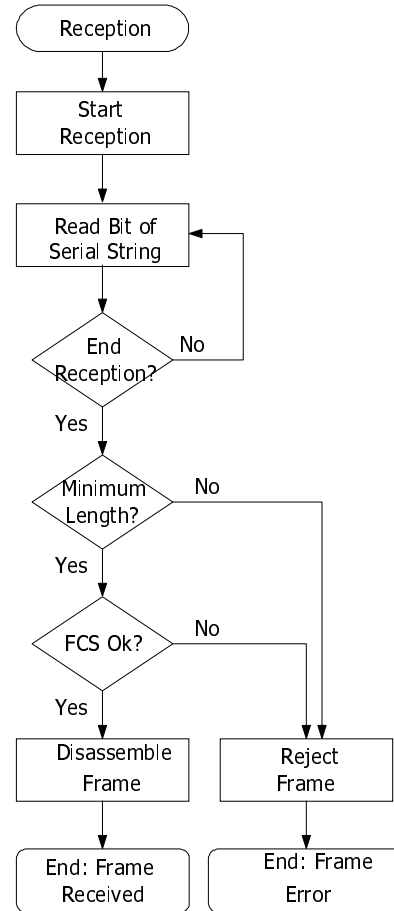 Reception
Start
Reception
Read Bit of
Serial String
End
Reception?
No
Yes
Minimum
Length?
No
Yes
FCS Ok?
No
Yes
Disassemble
Frame
Reject
Frame
End: Frame
Received
End: Frame
Error